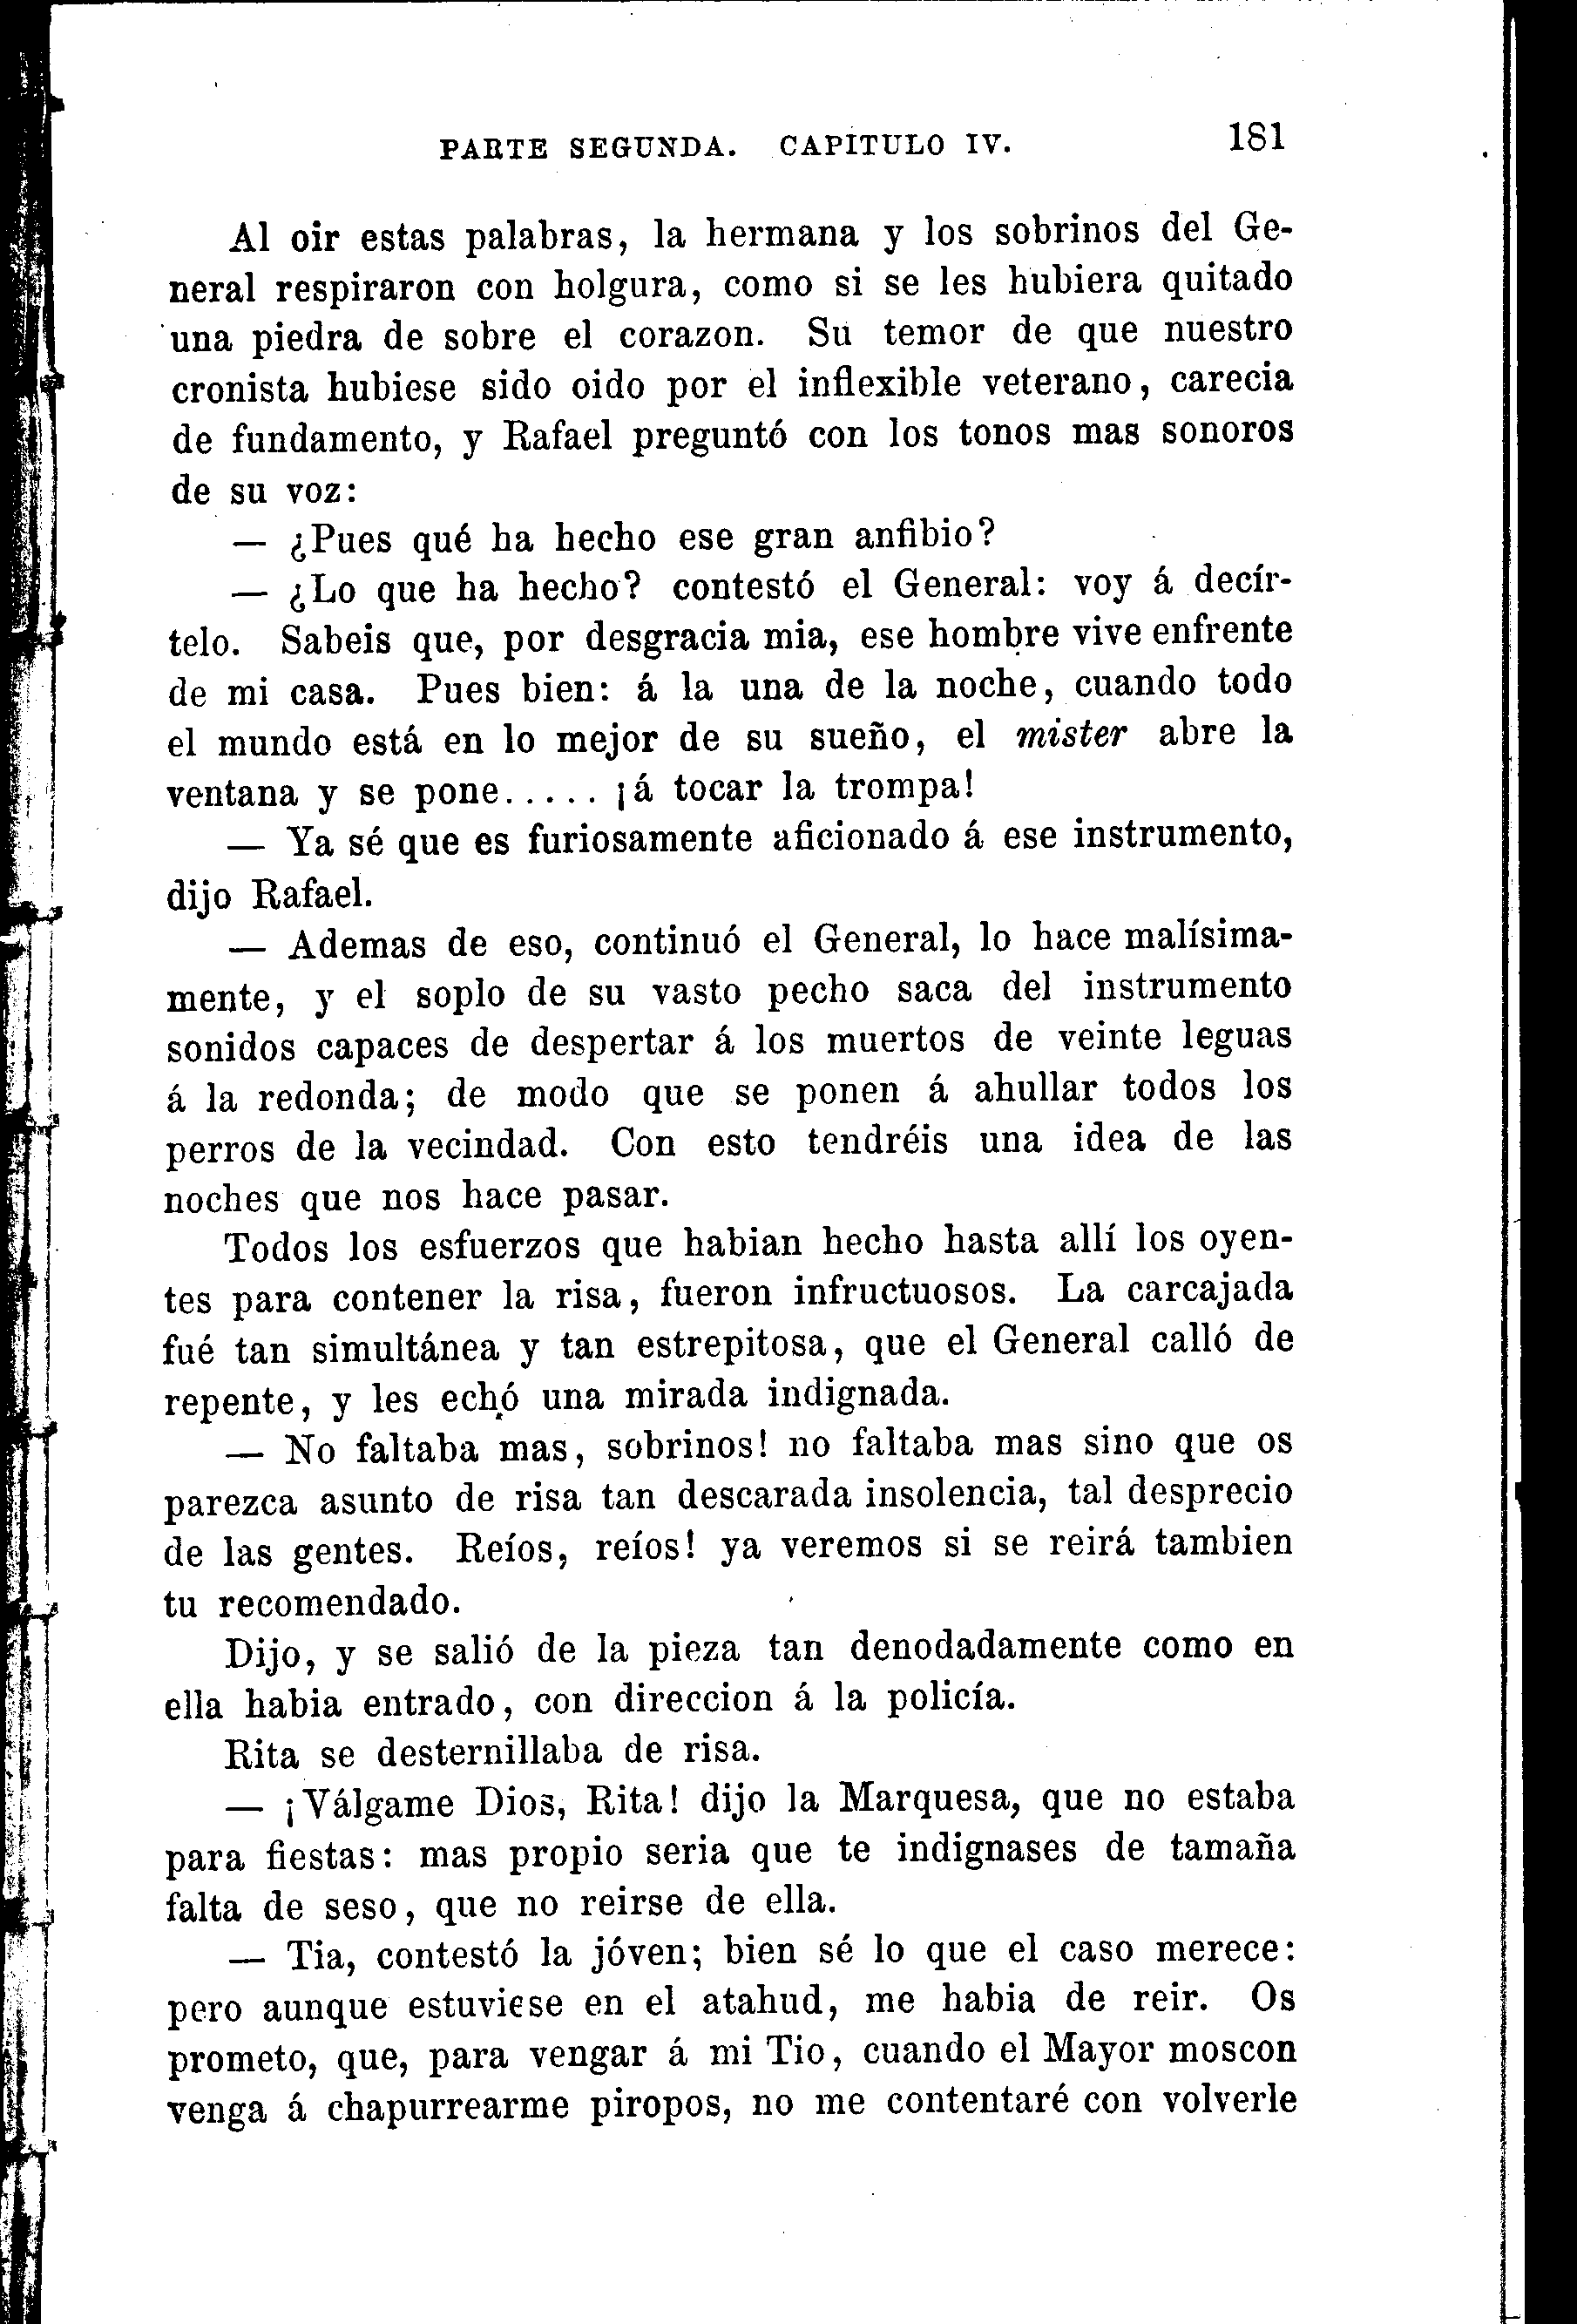 PARTE SEGUNDA. CAPITULO IV. 181
Al oir estas palabras, la hermana y los sobrinos del Ge-
neral respiraron con holgura, como si se les hubiera quitado
una piedra de sobre el corazon. Su temor de que nuestro
cronista hubiese sido oido por el inflexible veterano, carecia
de fundamento, y Rafael preguntó con los tonos mas sonoros
de su voz:
— ¿Pues qué ha hecho ese gran anfibio?
— ¿Lo que ha hecho? contestó el General: voy á decír-
telo. Sabeis que, por desgracia mia, ese hombre vive enfrente
de mi casa. Pues bien: á la una de la noche, cuando todo
el mundo está en lo mejor de su sueño, el mister abre la
ventana y se pone..... ¡á tocar la trompa!
— Ya sé que es furiosamente aficionado á ese instrumento,
dijo Rafael.
— Ademas de eso, continuó el General, lo hace malísima-
mente, y el soplo de su vasto pecho saca del instrumento
sonidos capaces de despertar á los muertos de veinte leguas
á la redonda; de modo que se ponen á ahullar todos los
perros de la vecindad. Con esto tendréis una idea de las
noches que nos hace pasar.
Todos los esfuerzos que habian hecho hasta allí los oyen-
tes para contener la risa, fueron infructuosos. La carcajada
fué tan simultánea y tan estrepitosa, que el General calló de
repente, y les echó una mirada indignada.
— No faltaba mas, sobrinos! no faltaba mas sino que os
parezca asunto de risa tan descarada insolencia, tal desprecio
de las gentes. Reíos, reíos! ya veremos si se reirá tambien
tu recomendado.
Dijo, y se salió de la pieza tan denodadamente como en
ella habia entrado, con direccion á la policía.
Rita se desternillaba de risa.
— ¡Válgame Dios, Rita! dijo la Marquesa, que no estaba
para fiestas: mas propio seria que te indignases de tamaña
falta de seso, que no reirse de ella.
— Tia, contestó la jóven; bien sé lo que el caso merece:
pero aunque estuviese en el atahud, me habia de reir. Os
prometo, que, para vengar á mi Tio, cuando el Mayor moscon
venga á chapurrearme piropos, no me contentaré con volverle